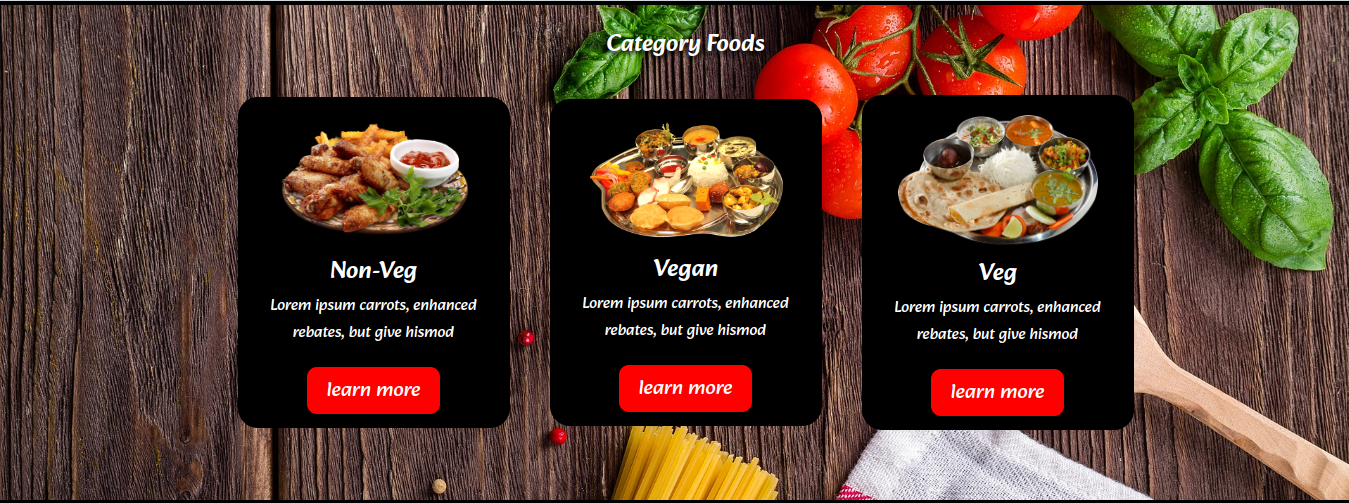 Category Foods
Non-Veg
Lorem ipsum carrots, enhanced
rebates, but give hismod
learn more
Vegan
Lorem ipsum carrots, enhanced
rebates, but give hismod
learn more
Veg
Lorem ipsum carrots, enhanced
rebates, but give hismod
learn more